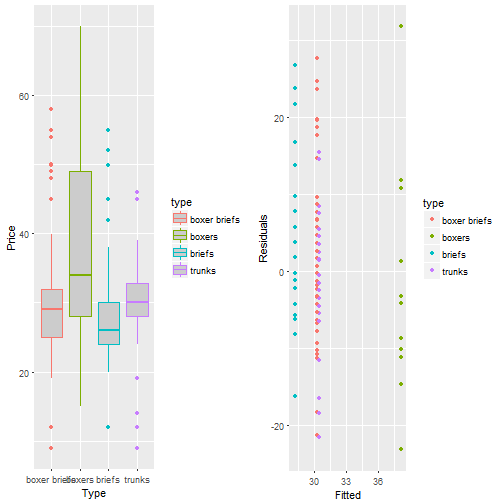 60
40
20
Price
boxer briefs boxers briefs trunks
Type
type
boxer briefs
boxers
briefs
trunks
20
0
-20
Residuals
30 33 36
Fitted
type
boxer briefs
boxers
briefs
trunks